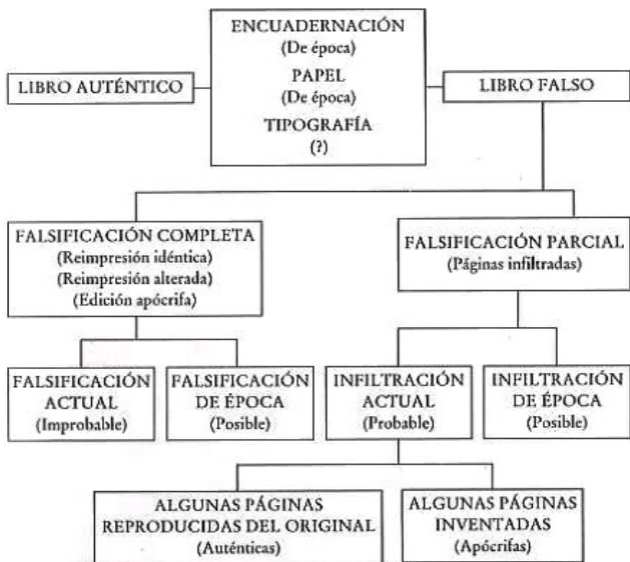 ENCUADERNACIÓN
(De época)
PAPEL
(De época)
TIPOGRAFÍA
(?)
LIBRO AUTÉNTICO
LIBRO FALSO
FALSIFICACIÓN COMPLETA
(Reimpresión idéntica)
(Reimpresión alterada)
(Edición apócrifa)
FALSIFICACIÓN PARCIAL
(Páginas infiltradas)
FALSIFICACIÓN
ACTUAL
(Improbable)
FALSIFICACIÓN
DE ÉPOCA
(Posible)
INFILTRACIÓN
ACTUAL
(Probable)
INFILTRACIÓN
DE ÉPOCA
(Posible)
ALGUNAS PÁGINAS
REPRODUCIDAS DEL ORIGINAL
(Auténticas)
ALGUNAS PÁGINAS
INVENTADAS
(Apócrifas)